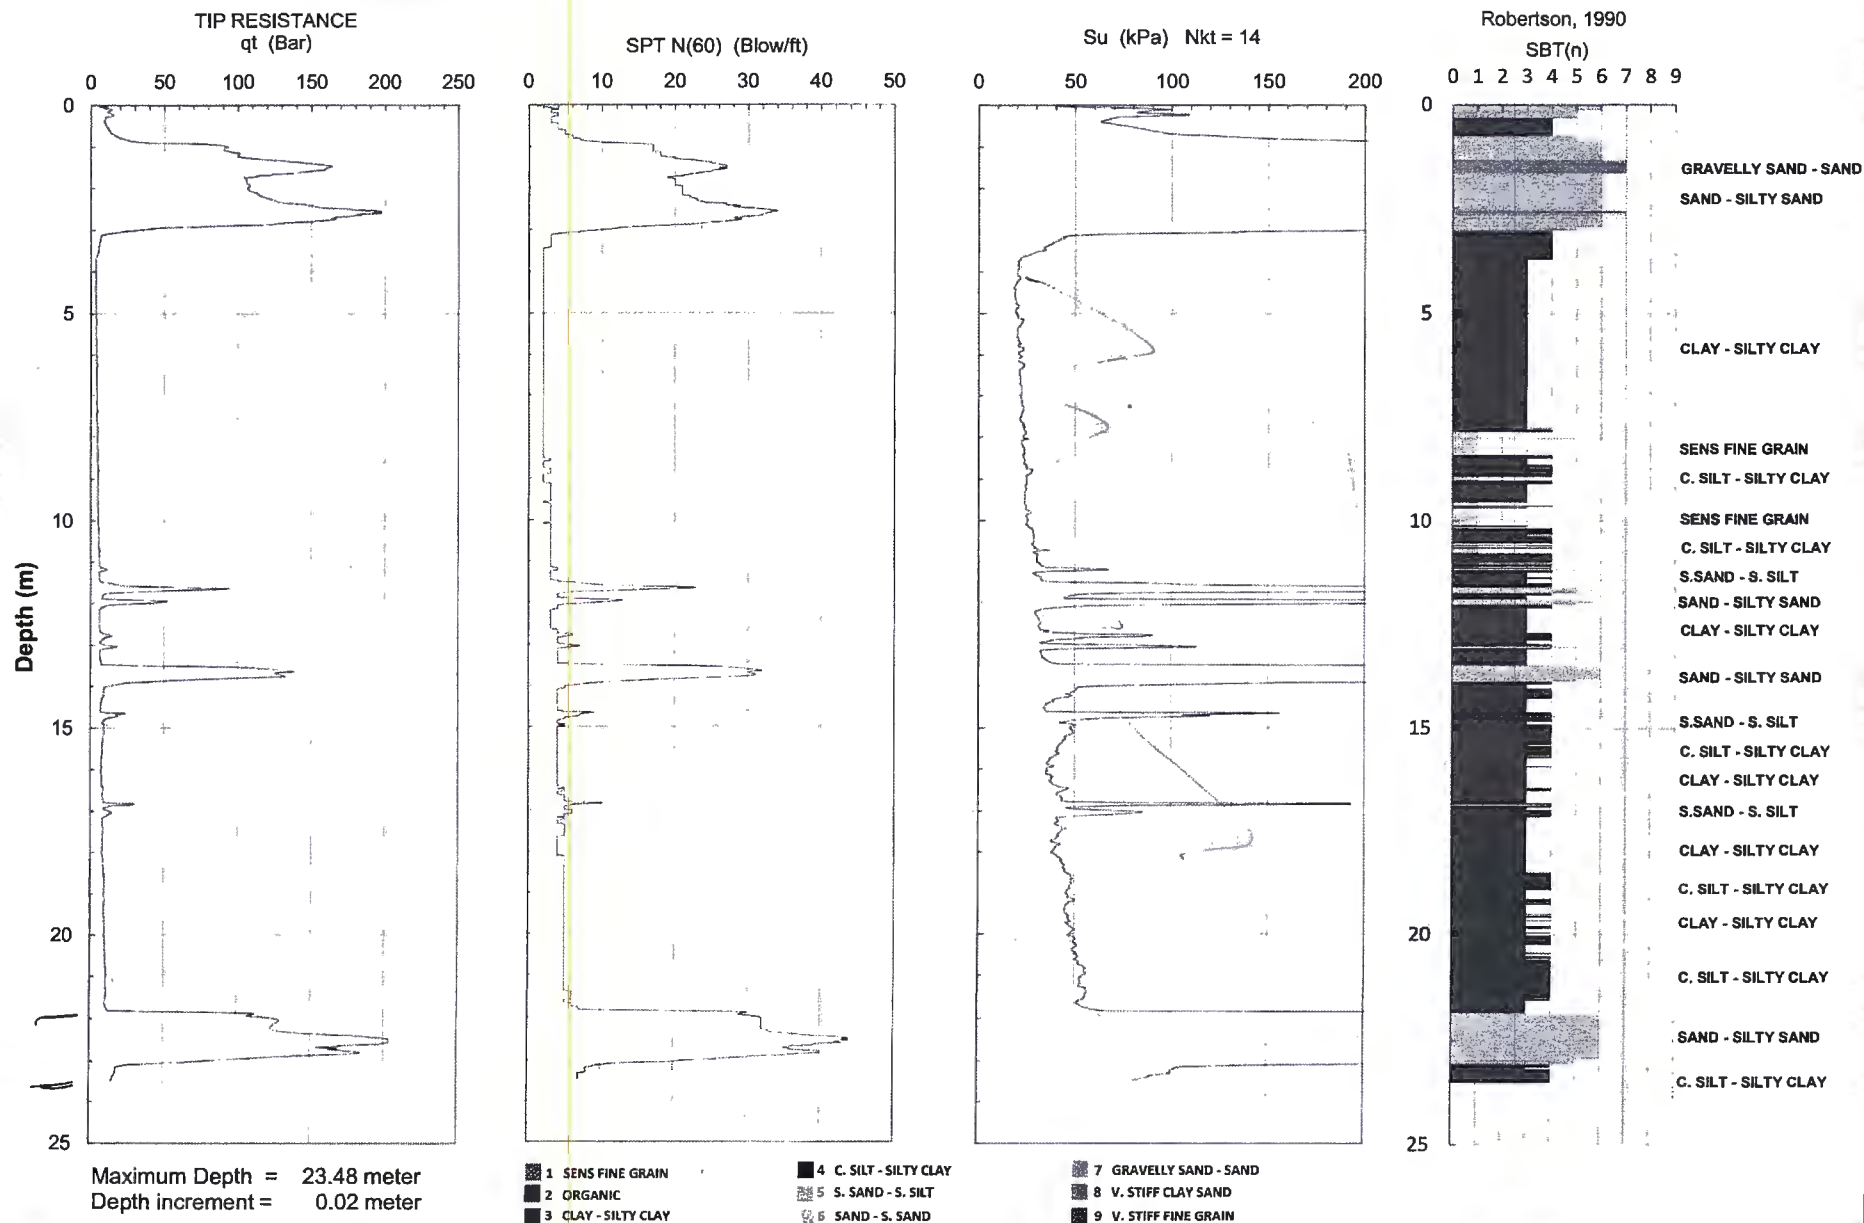 TIP RESISTANCE
qt (Bar)
0 50 100 150 200 250
SPT N(60) (Blow/ft)
0 10 20 30 40 50
Su (kPa) Nkt = 14
0 50 100 150 200
Robertson, 1990
SBT(n)
0 1 2 3 4 5 6 7 8 9
Depth (m)
0
5
10
15
20
25
0
5
10
15
20
25
GRAVELLY SAND - SAND
SAND - SILTY SAND
CLAY - SILTY CLAY
SENS FINE GRAIN
C. SILT - SILTY CLAY
SENS FINE GRAIN
C. SILT - SILTY CLAY
S.SAND - S. SILT
SAND - SILTY SAND
CLAY - SILTY CLAY
SAND - SILTY SAND
S.SAND - S. SILT
C. SILT - SILTY CLAY
CLAY - SILTY CLAY
S.SAND - S. SILT
CLAY - SILTY CLAY
C. SILT - SILTY CLAY
CLAY - SILTY CLAY
C. SILT - SILTY CLAY
SAND - SILTY SAND
C. SILT - SILTY CLAY
Maximum Depth = 23.48 meter
Depth increment = 0.02 meter
1 SENS FINE GRAIN
2 ORGANIC
3 CLAY - SILTY CLAY
4 C. SILT - SILTY CLAY
5 S. SAND - S. SILT
6 SAND - S. SAND
7 GRAVELLY SAND - SAND
8 V. STIFF CLAY SAND
9 V. STIFF FINE GRAIN